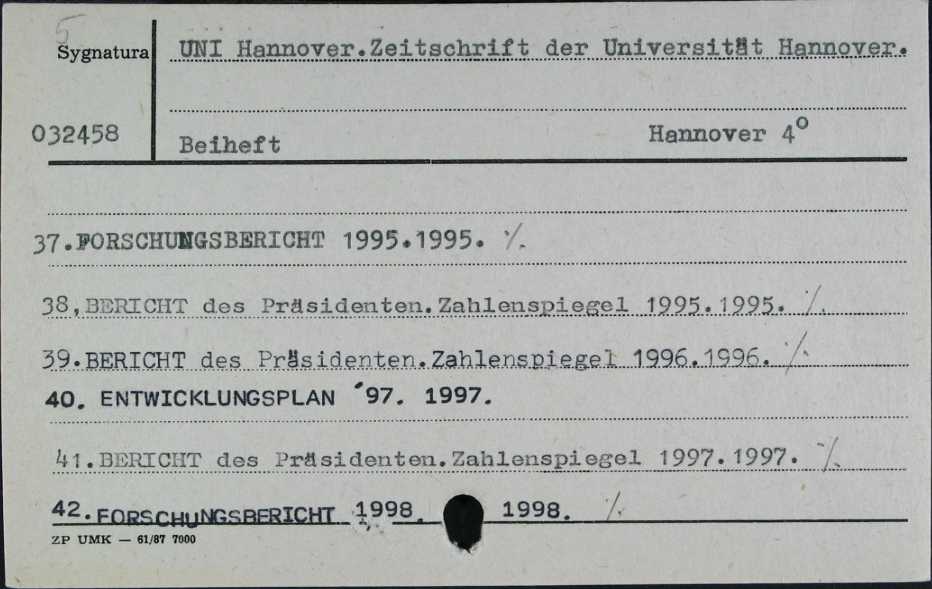 5
Sygnatura UNI Hannover.Zeitschrift der Universität Hannover.
032458 Beiheft Hannover 4º
37.FORSCHUNGSBERICHT 1995.1995. ./.
38,BERICHT des Präsidenten.Zahlenspiegel 1995.1995. ./.
39.BERICHT des Präsidenten.Zahlenspiegel 1996.1996. ./.
40. ENTWICKLUNGSPLAN ´97. 1997.
41.BERICHT des Präsidenten.Zahlenspiegel 1997.1997. ./.
42.FORSCHUNGSBERICHT 1998. 1998. ./.
ZP UMK — 61/87 7000